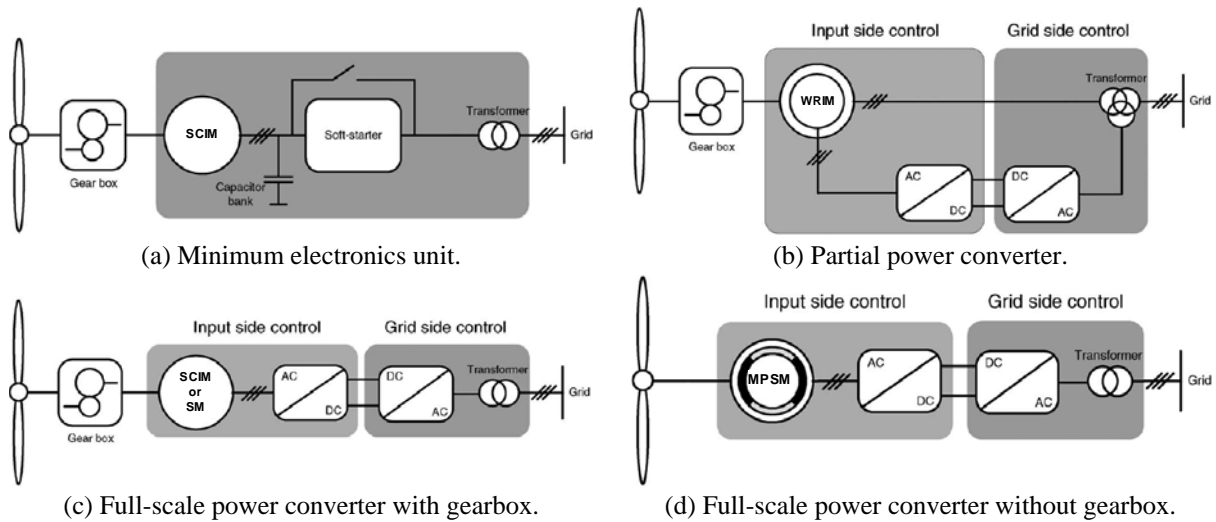 SCIM
Soft-starter
Transformer
Grid
Gear box
Capacitor
bank
(a) Minimum electronics unit.
Input side control
Grid side control
WRIM
Transformer
Grid
Gear box
AC
DC
DC
AC
(b) Partial power converter.
Input side control
Grid side control
SCIM
or
SM
AC
DC
DC
AC
Transformer
Grid
Gear box
(c) Full-scale power converter with gearbox.
Input side control
Grid side control
MPSM
AC
DC
DC
AC
Transformer
Grid
(d) Full-scale power converter without gearbox.